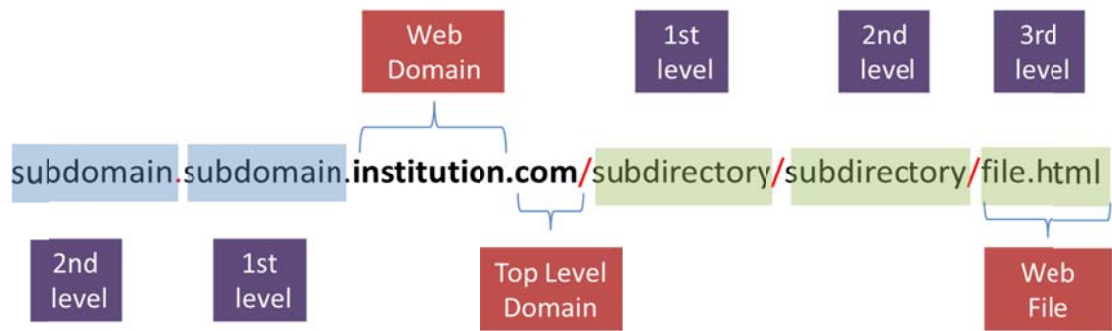 Web
Domain
1st
level
2nd
level
3rd
level
subdomain.subdomain.institution.com/subdirectory/subdirectory/file.html
2nd
level
1st
level
Top Level
Domain
Web
File